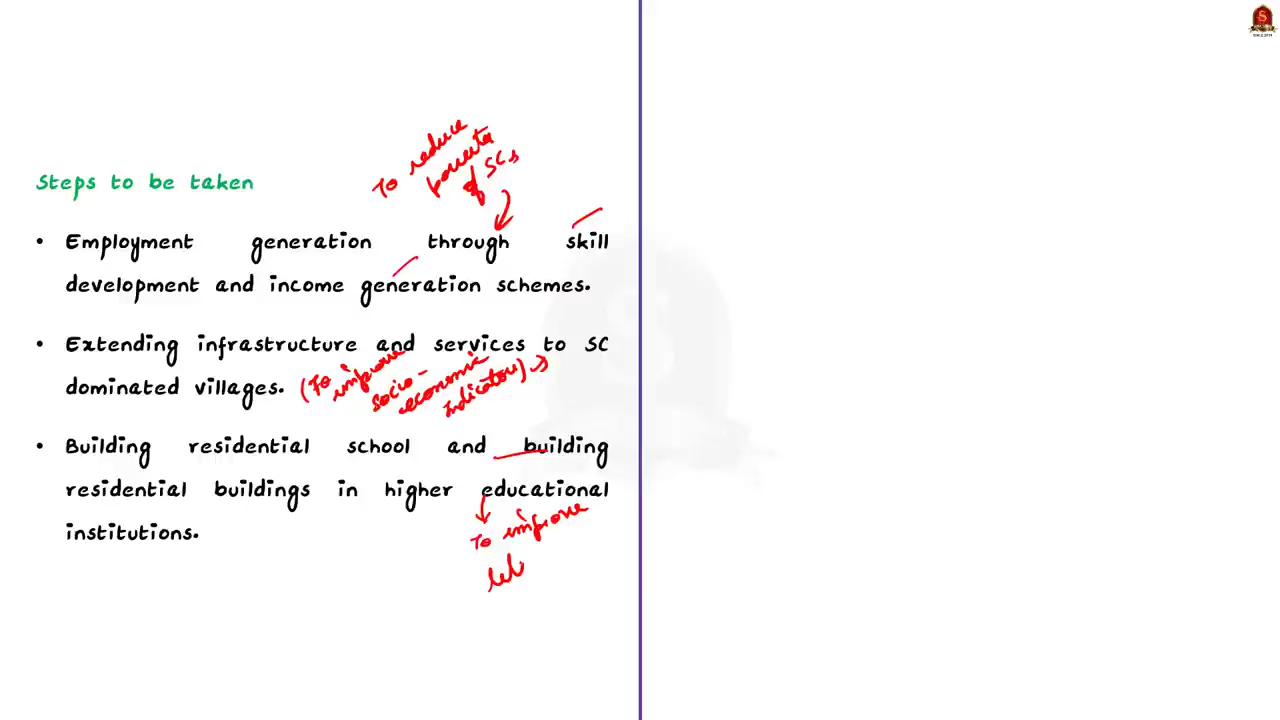 To reduce
poverty
of SCs
Steps to be taken
• Employment generation through skill
development and income generation schemes.
• Extending infrastructure and services to SC
dominated villages. (To improve
socio-
economic
indicators)
• Building residential school and building
residential buildings in higher educational
institutions.
To improve
S